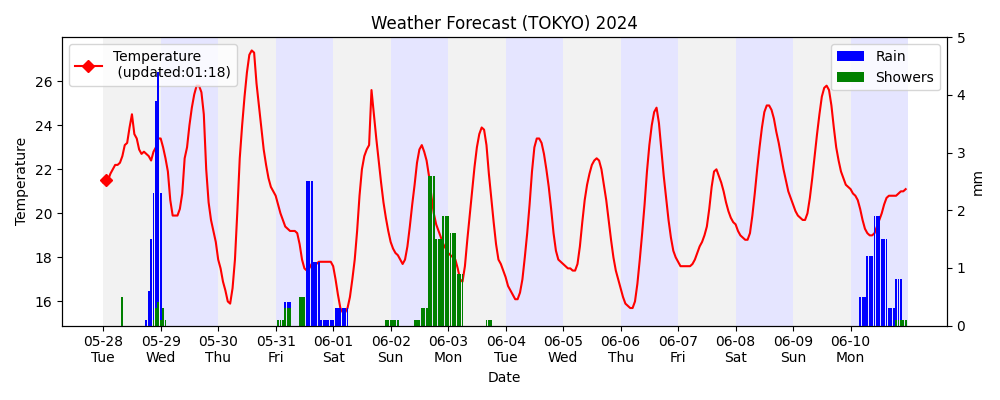 Weather Forecast (TOKYO) 2024
Temperature
(updated:01:18)
Rain
Showers
Temperature
26
24
22
20
18
16
5
4
3
2
1
0
mm
05-28 05-29 05-30 05-31 06-01 06-02 06-03 06-04 06-05 06-06 06-07 06-08 06-09 06-10
Tue Wed Thu Fri Sat Sun Mon Tue Wed Thu Fri Sat Sun Mon
Date